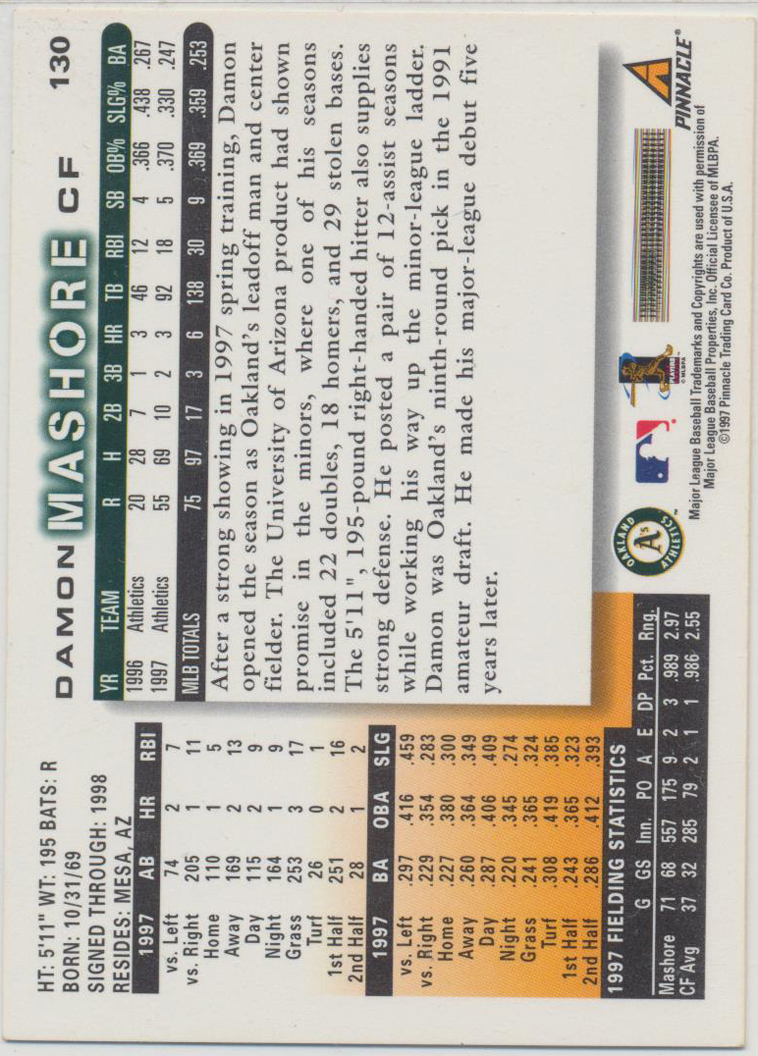 HT: 5'11" WT: 195 BATS: R
BORN: 10/31/69
SIGNED THROUGH: 1998
RESIDES: MESA, AZ
1997 AB HR RBI
vs. Left 74 2 7
vs. Right 205 1 11
Home 110 1 5
Away 169 2 13
Day 115 2 9
Night 164 1 9
Grass 253 3 17
Turf 26 0 1
1st Half 251 2 16
2nd Half 28 1 2
1997 BA OBA SLG
vs. Left .297 .416 .459
vs. Right .229 .354 .283
Home .227 .380 .300
Away .260 .364 .349
Day .287 .406 .409
Night .220 .345 .274
Grass .241 .365 .324
Turf .308 .419 .385
1st Half .243 .365 .323
2nd Half .286 .412 .393
1997 FIELDING STATISTICS
G GS Inn. PO A E DP Pct. Rng.
Mashore 71 68 557 175 9 2 3 .989 2.97
CF Avg 37 32 285 79 2 1 1 .986 2.55
DAMON MASHORE CF 130
YR TEAM R H 2B 3B HR TB RBI SB OB% SLG% BA
1996 Athletics 20 28 7 1 3 46 12 4 .366 .438 .267
1997 Athletics 55 69 10 2 3 92 18 5 .370 .330 .247
MLB TOTALS 75 97 17 3 6 138 30 9 .369 .359 .253
After a strong showing in 1997 spring training, Damon
opened the season as Oakland's leadoff man and center
fielder. The University of Arizona product had shown
promise in the minors, where one of his seasons
included 22 doubles, 18 homers, and 29 stolen bases.
The 5'11", 195-pound right-handed hitter also supplies
strong defense. He posted a pair of 12-assist seasons
while working his way up the minor-league ladder.
Damon was Oakland's ninth-round pick in the 1991
amateur draft. He made his major-league debut five
years later.
OAKLAND
A's
ATHLETICS
TM
PLAYERS
© MLBPA
PINNACLE®
Major League Baseball Trademarks and Copyrights are used with permission of
Major League Baseball Properties, Inc. Official Licensee of MLBPA.
©1997 Pinnacle Trading Card Co. Product of U.S.A.